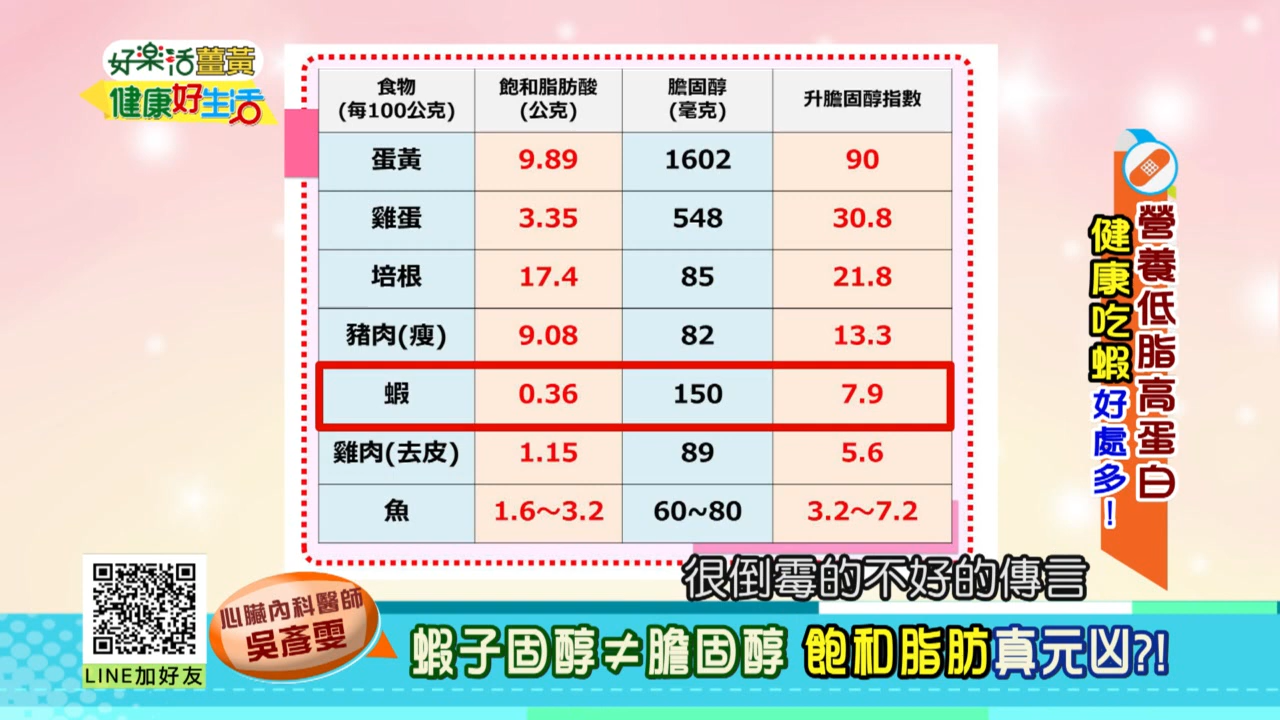 好樂活薑黃
健康好生活
食物
(每100公克)
飽和脂肪酸
(公克)
膽固醇
(毫克)
升膽固醇指數
蛋黃 9.89 1602 90
雞蛋 3.35 548 30.8
培根 17.4 85 21.8
豬肉(瘦) 9.08 82 13.3
蝦 0.36 150 7.9
雞肉(去皮) 1.15 89 5.6
魚 1.6～3.2 60~80 3.2～7.2
營養低脂高蛋白
健康吃蝦好處多!
很倒霉的不好的傳言
LINE加好友
心臟內科醫師
吳彥雯
蝦子固醇≠膽固醇 飽和脂肪真元凶?!